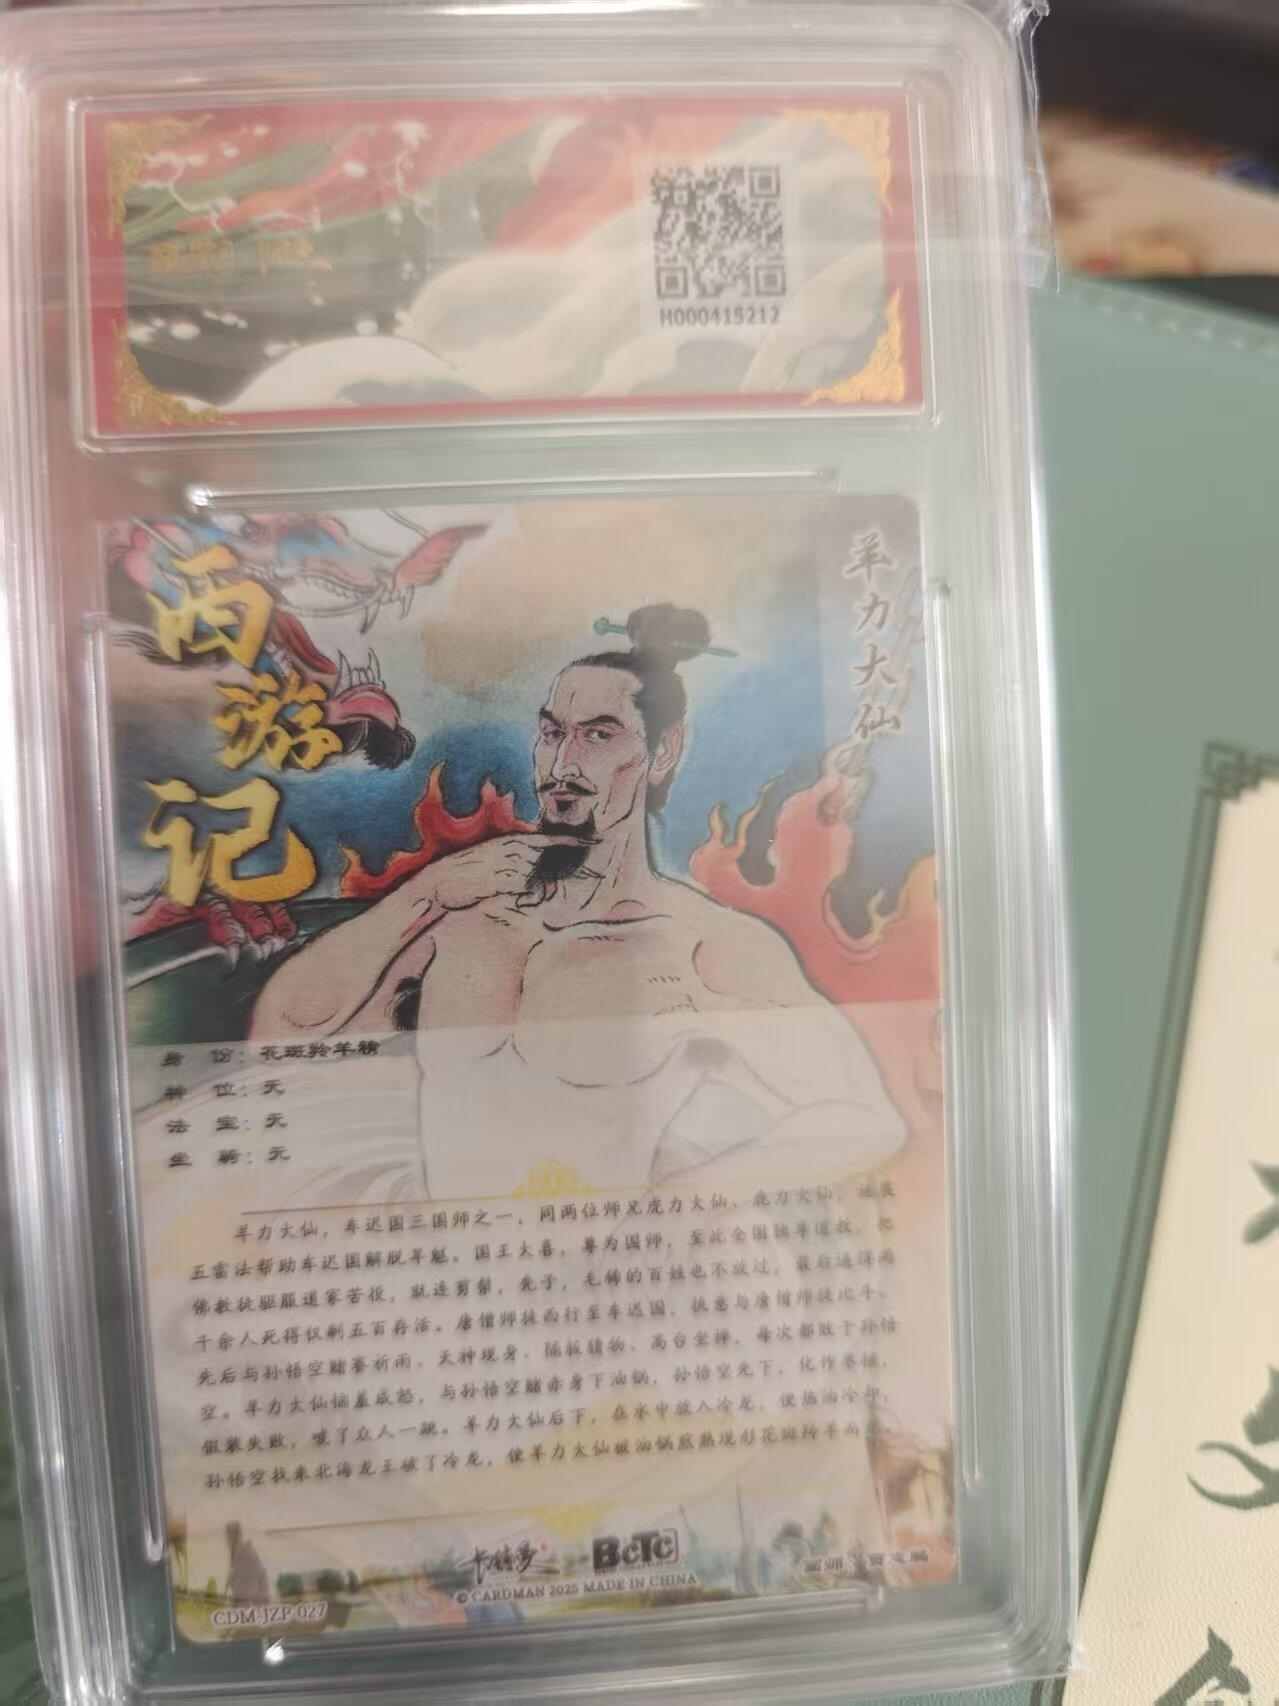 H000415212
羊力大仙
西游记
身 份：花斑羚羊精
神 位：无
法 宝：无
坐 骑：无
羊力大仙，车迟国三国师之一，同两位师兄虎力大仙、鹿力大仙，施展
五雷法帮助车迟国解脱旱魃。国王大喜，尊为国师，至此全国独尊道教，把
佛教徒驱服道家苦役，就连剪鬃、秃子、毛稀的百姓也不放过，最后逼得两
千余人死得仅剩五百存活。唐僧师徒西行至车迟国，执意与唐僧师徒比斗。
先后与孙悟空赌赛祈雨、天神现身、隔板猜物、高台坐禅，每次都败于孙悟
空。羊力大仙恼羞成怒，与孙悟空赌赤身下油锅，孙悟空先下，化作枣核，
假装失败，唬了众人一跳。羊力大仙后下，在水中放入冷龙，使热油冷却，
孙悟空找来北海龙王破了冷龙，使羊力大仙被油锅煎熟现形花斑羚羊而
卡游梦
BCTC
© CARDMAN 2025 MADE IN CHINA
CDM-JZP-027